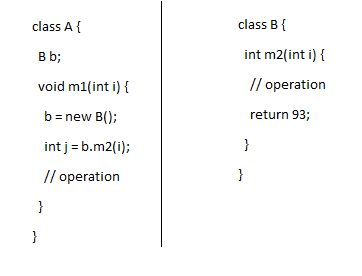 class A {
B b;
void m1(int i) {
b = new B();
int j = b.m2(i);
// operation
}
}
class B {
int m2(int i) {
// operation
return 93;
}
}